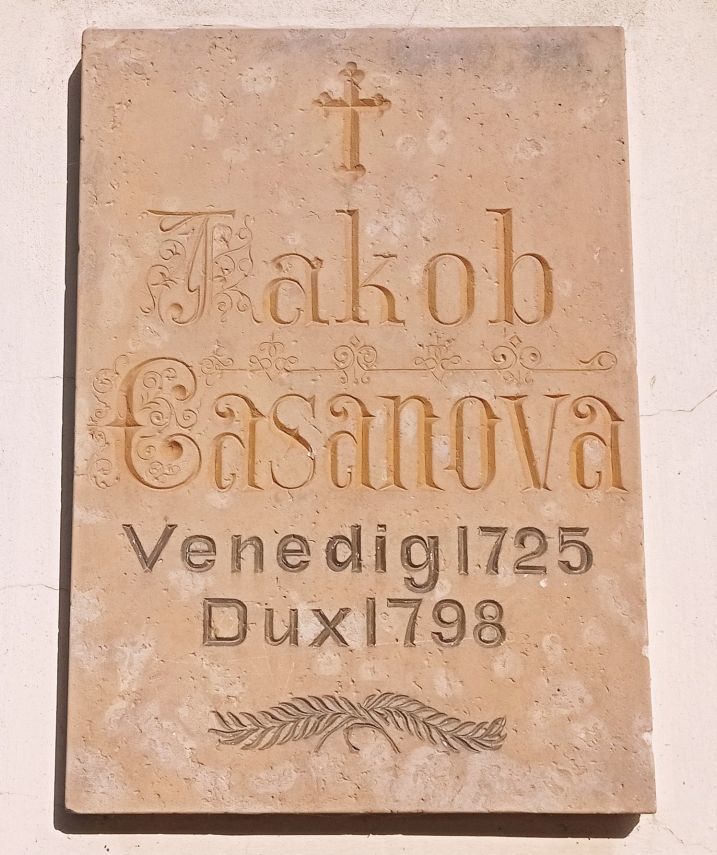 Jakob
Casanova
Venedig 1725
Dux 1798